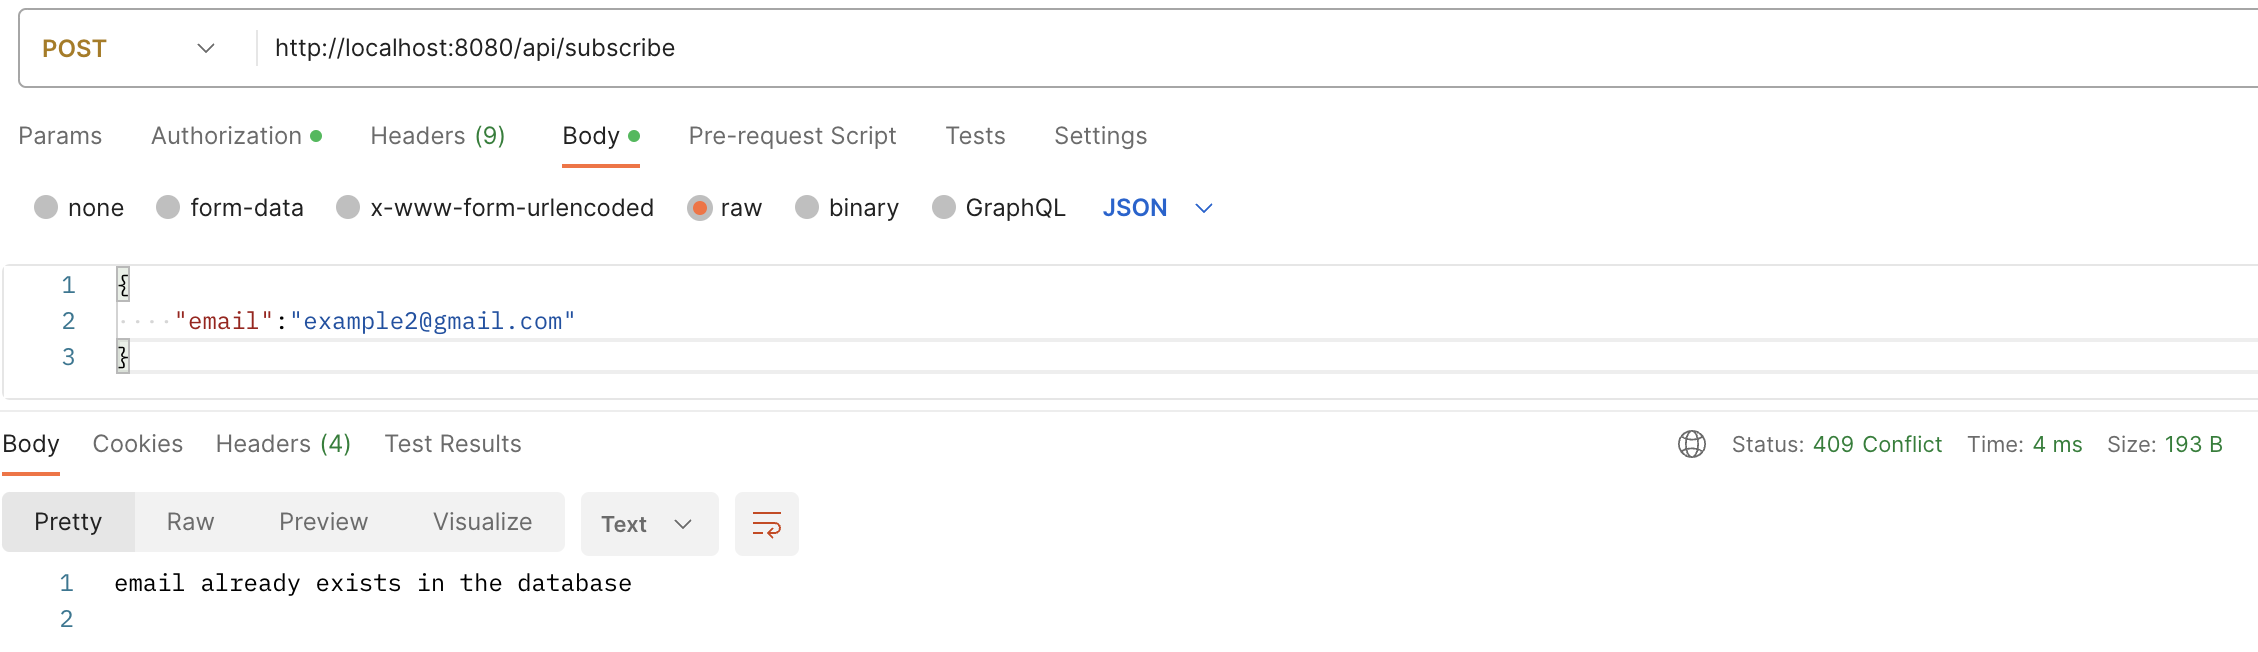 POST http://localhost:8080/api/subscribe
Params Authorization Headers (9) Body Pre-request Script Tests Settings
none form-data x-www-form-urlencoded raw binary GraphQL JSON
1 {
2 ····"email":"example2@gmail.com"
3 }
Body Cookies Headers (4) Test Results Status: 409 Conflict Time: 4 ms Size: 193 B
Pretty Raw Preview Visualize Text
1 email already exists in the database
2